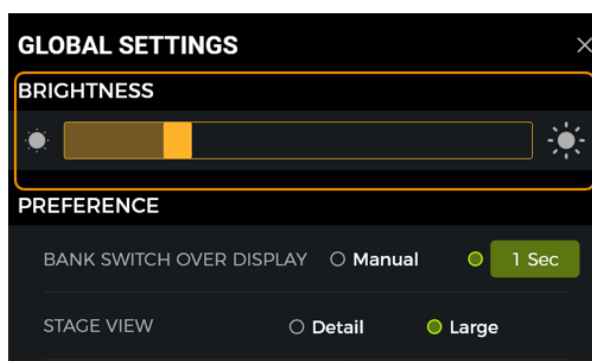 GLOBAL SETTINGS
BRIGHTNESS
PREFERENCE
BANK SWITCH OVER DISPLAY Manual 1 Sec
STAGE VIEW Detail Large